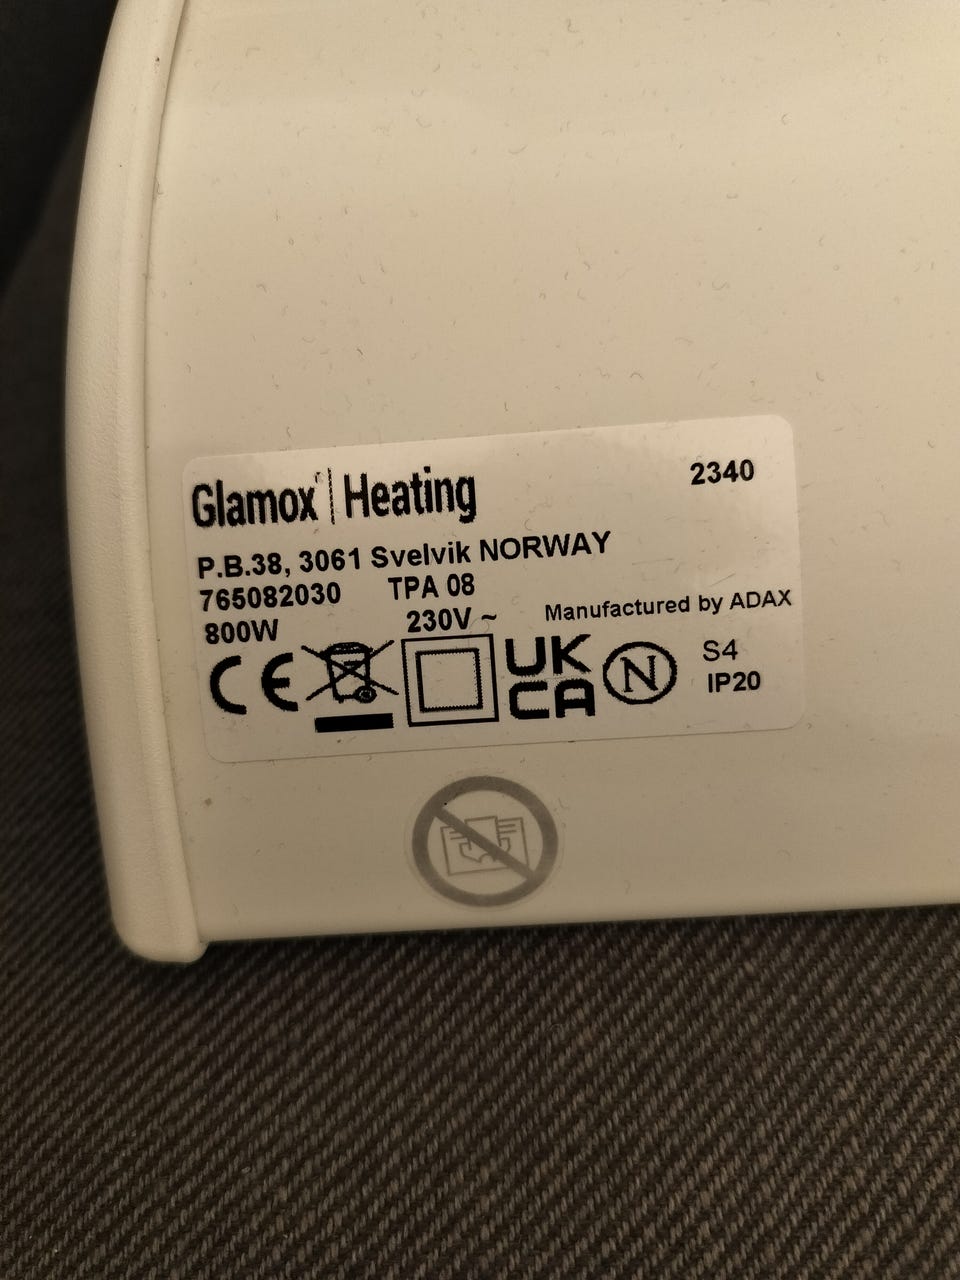 Glamox | Heating
2340
P.B.38, 3061 Svelvik NORWAY
765082030 TPA 08
800W 230V ~ Manufactured by ADAX
CE UK CA N S4
IP20